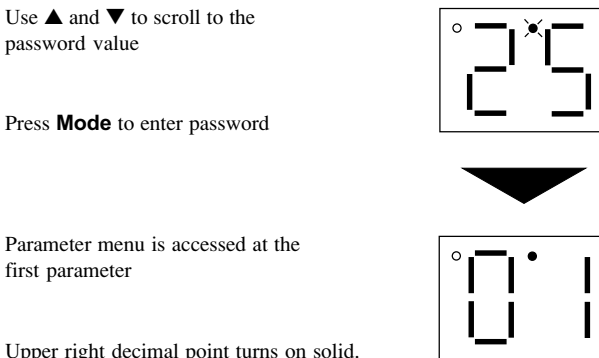 Use ▲ and ▼ to scroll to the
password value
25
Press Mode to enter password
Parameter menu is accessed at the
first parameter
01
Upper right decimal point turns on solid.